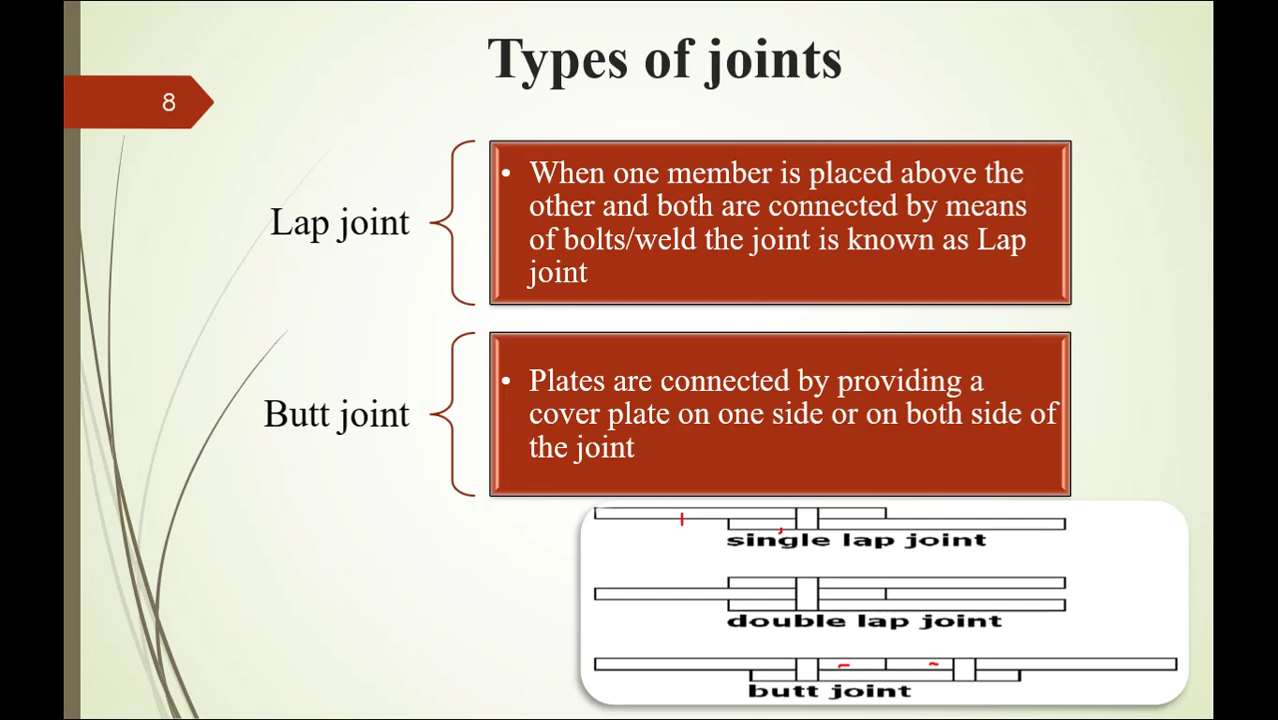 Types of joints
8
Lap joint
• When one member is placed above the
other and both are connected by means
of bolts/weld the joint is known as Lap
joint
Butt joint
• Plates are connected by providing a
cover plate on one side or on both side of
the joint
single lap joint
double lap joint
butt joint